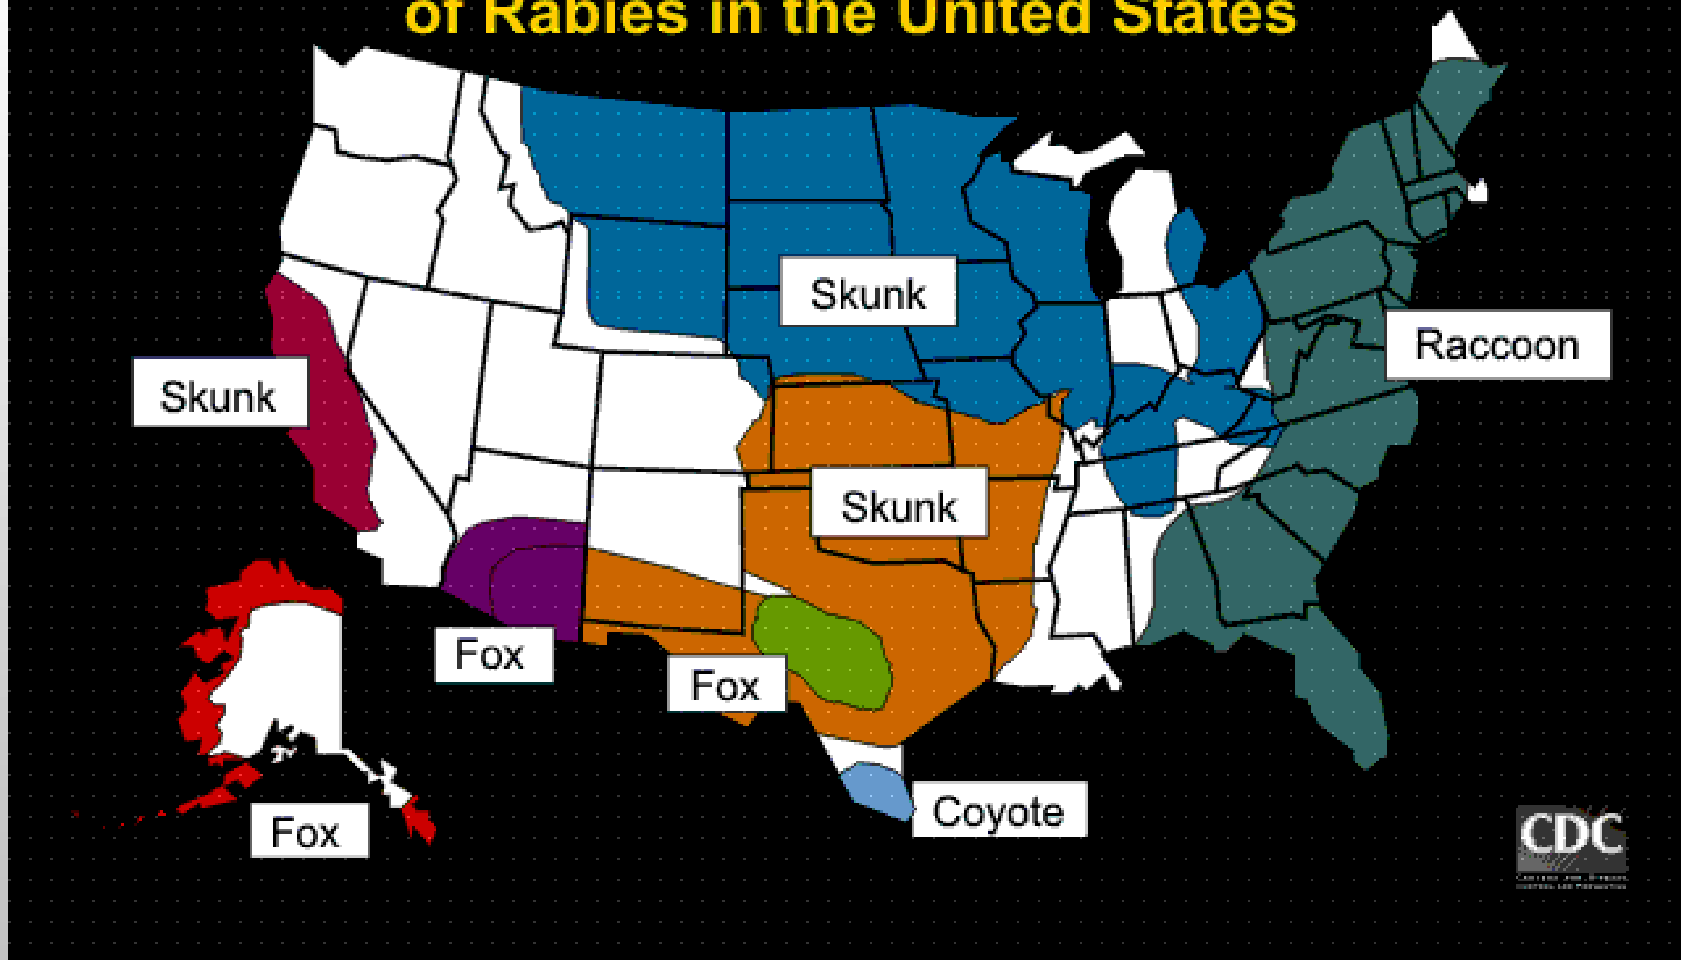 of Rabies in the United States
Skunk
Raccoon
Skunk
Skunk
Fox
Fox
Coyote
Fox
CDC